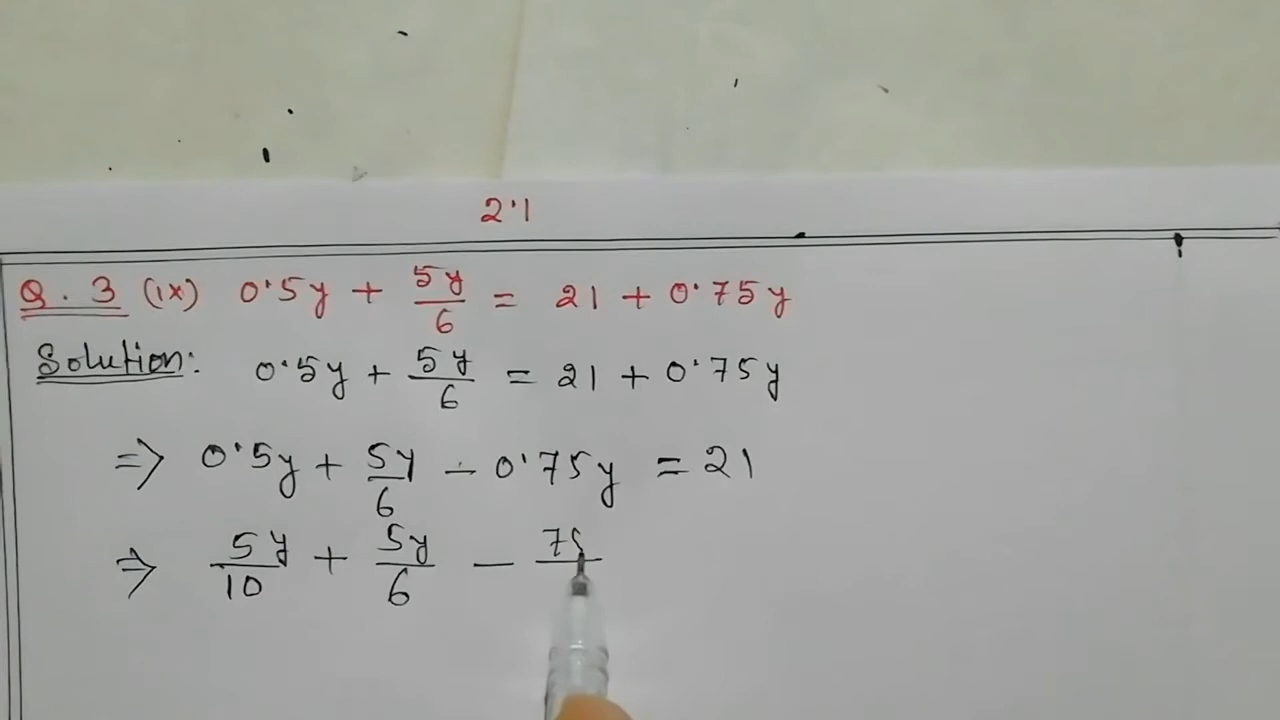 2.1
Q. 3 (ix) 0.5y + 5y/6 = 21 + 0.75y
Solution: 0.5y + 5y/6 = 21 + 0.75y
=> 0.5y + 5y/6 - 0.75y = 21
=> 5y/10 + 5y/6 - 75